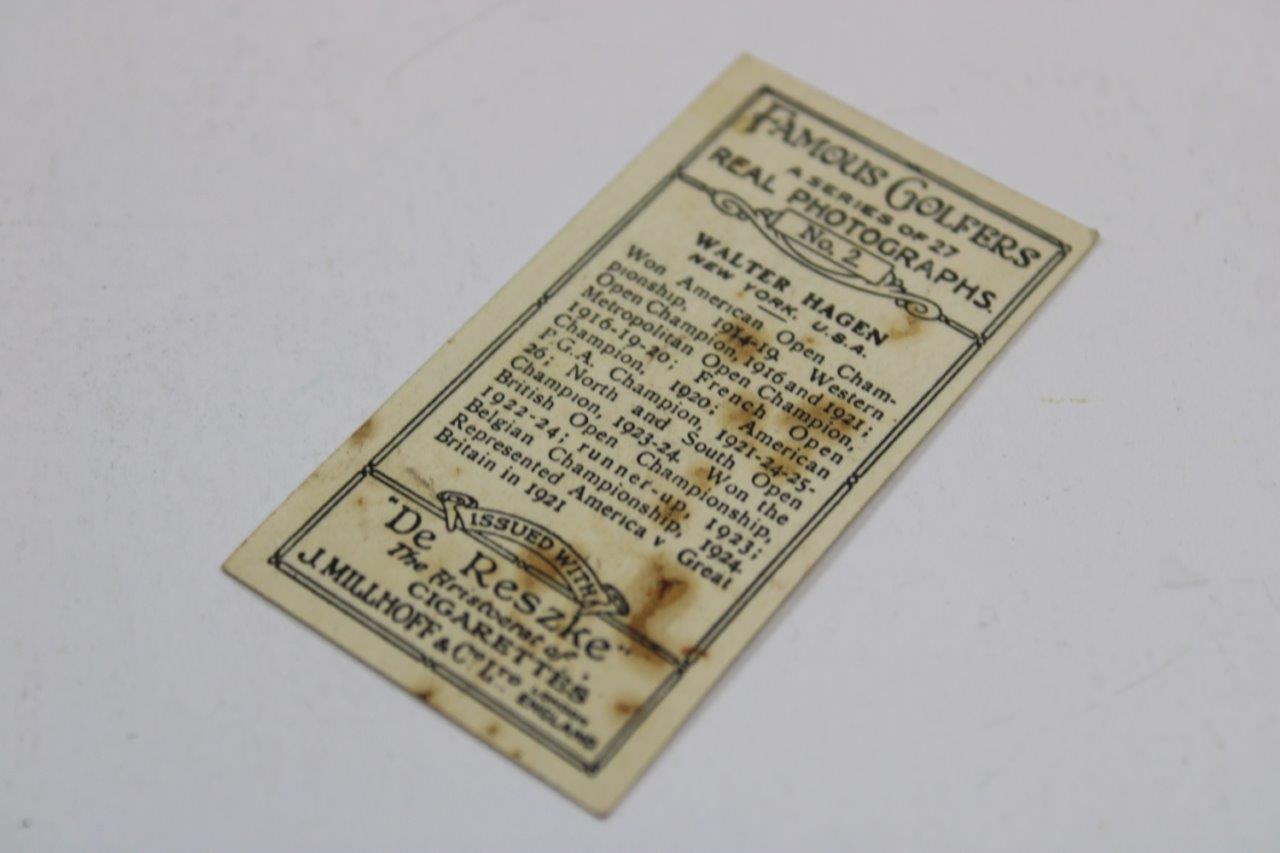 FAMOUS GOLFERS
A SERIES OF 27
REAL PHOTOGRAPHS.
No. 2
WALTER HAGEN
NEW YORK. U.S.A.
Won American Open Cham-
pionship, 1914-19. Western
Open Champion, 1916 and 1921;
Metropolitan Open Champion,
1916-19-20; French Open
Champion, 1920; American
P.G.A. Champion, 1921-24-25-
26; North and South Open
Champion, 1923-24. Won the
British Open Championship,
1922-24; runner-up, 1923;
Belgian Championship, 1924.
Represented America v Great
Britain in 1921
ISSUED WITH
"De Reszke"
The Aristocrat of
CIGARETTES
J. MILLHOFF & Co LTD LONDON, ENGLAND